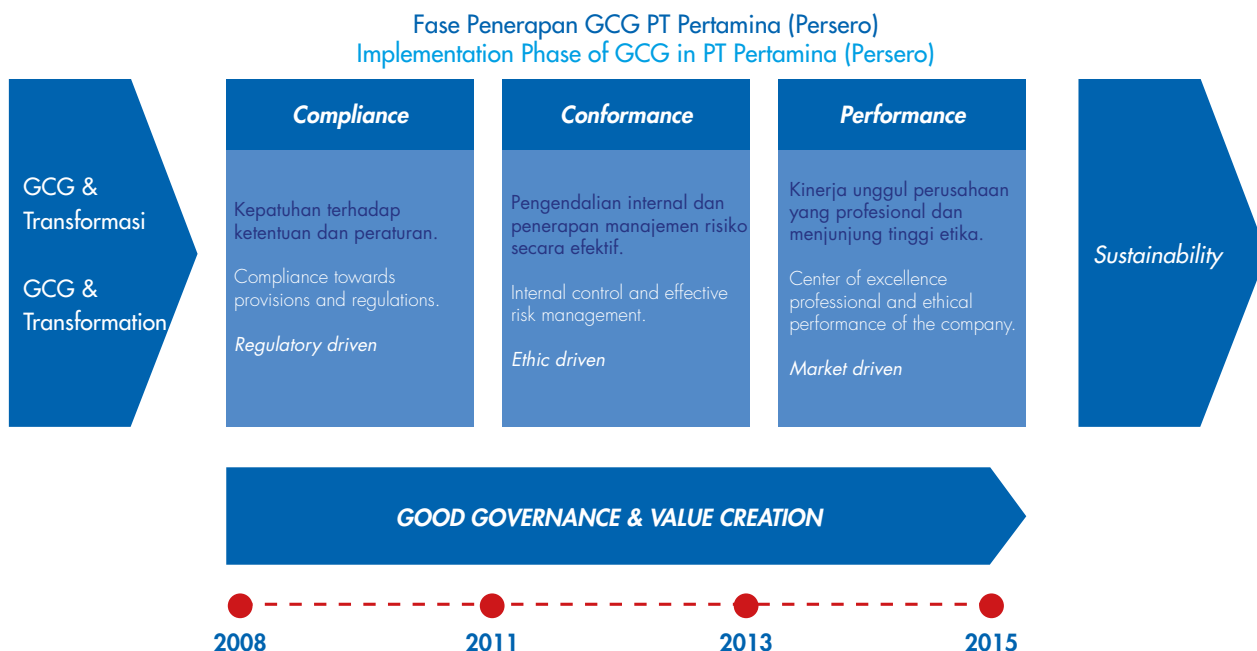 Fase Penerapan GCG PT Pertamina (Persero)
Implementation Phase of GCG in PT Pertamina (Persero)
GCG &
Transformasi
GCG &
Transformation
Compliance
Kepatuhan terhadap
ketentuan dan peraturan.
Compliance towards
provisions and regulations.
Regulatory driven
Conformance
Pengendalian internal dan
penerapan manajemen risiko
secara efektif.
Internal control and effective
risk management.
Ethic driven
Performance
Kinerja unggul perusahaan
yang profesional dan
menjunjung tinggi etika.
Center of excellence
professional and ethical
performance of the company.
Market driven
Sustainability
GOOD GOVERNANCE & VALUE CREATION
2008
2011
2013
2015